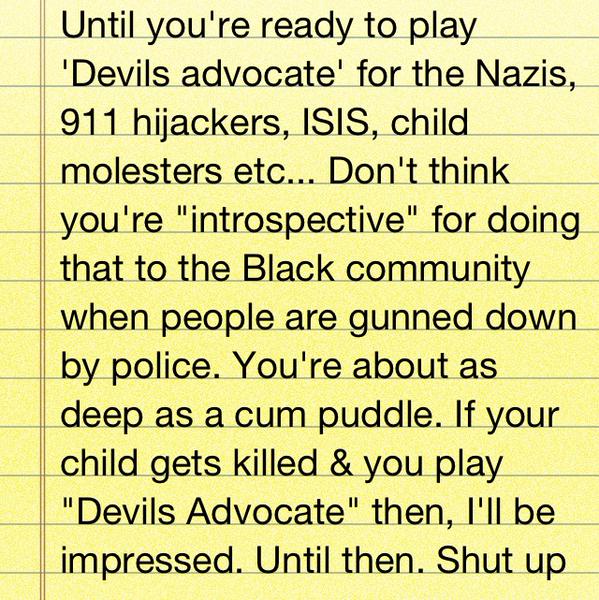 Until you're ready to play
'Devils advocate' for the Nazis,
911 hijackers, ISIS, child
molesters etc... Don't think
you're "introspective" for doing
that to the Black community
when people are gunned down
by police. You're about as
deep as a cum puddle. If your
child gets killed & you play
"Devils Advocate" then, I'll be
impressed. Until then. Shut up